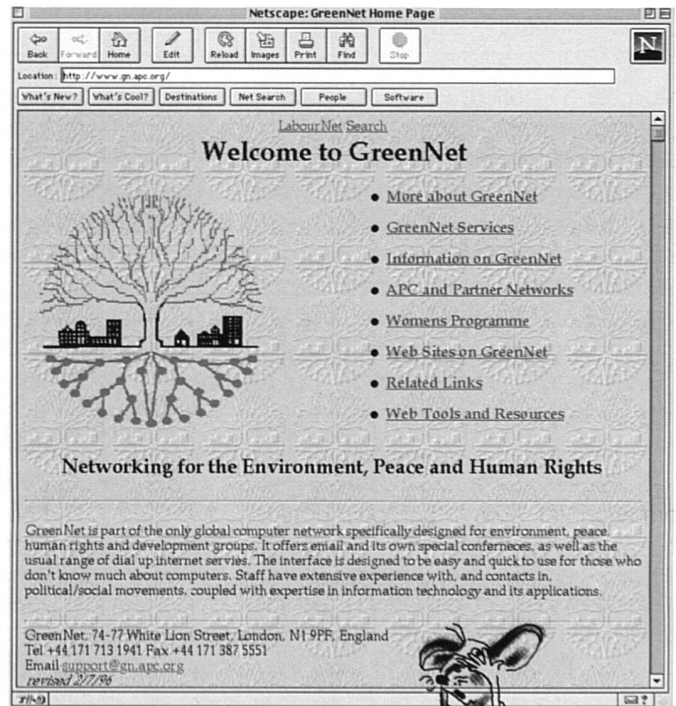 Netscape: GreenNet Home Page
Back Forward Home Edit Reload Images Print Find Stop
N
Location: http://www.gn.apc.org/
What's New? What's Cool? Destinations Net Search People Software
LabourNet Search
Welcome to GreenNet
• More about GreenNet
• GreenNet Services
• Information on GreenNet
• APC and Partner Networks
• Womens Programme
• Web Sites on GreenNet
• Related Links
• Web Tools and Resources
Networking for the Environment, Peace and Human Rights
GreenNet is part of the only global computer network specifically designed for environment, peace,
human rights and development groups. It offers email and its own special conferneces, as well as the
usual range of dial up internet servies. The interface is designed to be easy and quick to use for those who
don't know much about computers. Staff have extensive experience with, and contacts in,
political/social movements, coupled with expertise in information technology and its applications.
GreenNet, 74-77 White Lion Street, London, N1 9PF, England
Tel +44 171 713 1941 Fax +44 171 387 5551
Email support@gn.apc.org
revised 2/7/96